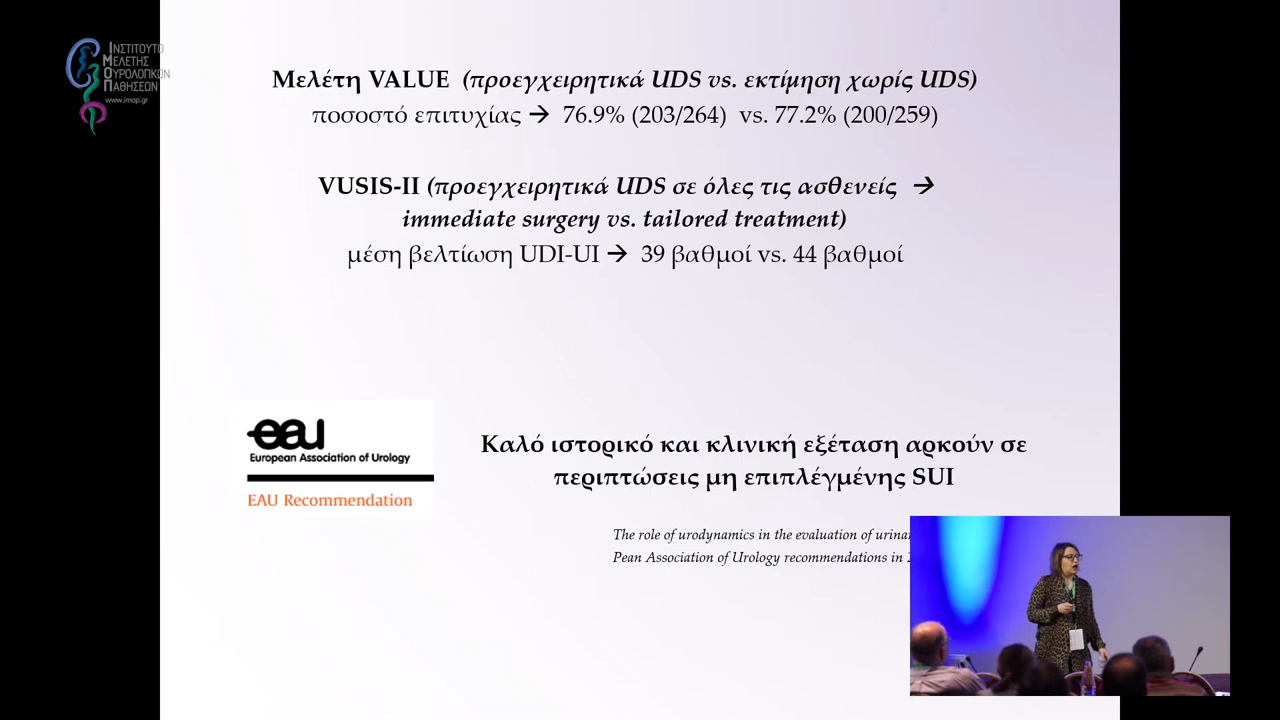 ΙΝΣΤΙΤΟΥΤΟ
ΜΕΛΕΤΗΣ
ΟΥΡΟΛΟΓΙΚΩΝ
ΠΑΘΗΣΕΩΝ
www.imop.gr
Μελέτη VALUE (προεγχειρητικά UDS vs. εκτίμηση χωρίς UDS)
ποσοστό επιτυχίας → 76.9% (203/264) vs. 77.2% (200/259)
VUSIS-II (προεγχειρητικά UDS σε όλες τις ασθενείς →
immediate surgery vs. tailored treatment)
μέση βελτίωση UDI-UI → 39 βαθμοί vs. 44 βαθμοί
eau
European Association of Urology
EAU Recommendation
Καλό ιστορικό και κλινική εξέταση αρκούν σε
περιπτώσεις μη επιπλέγμένης SUI
The role of urodynamics in the evaluation of
Pean Association of Urology recommendations in